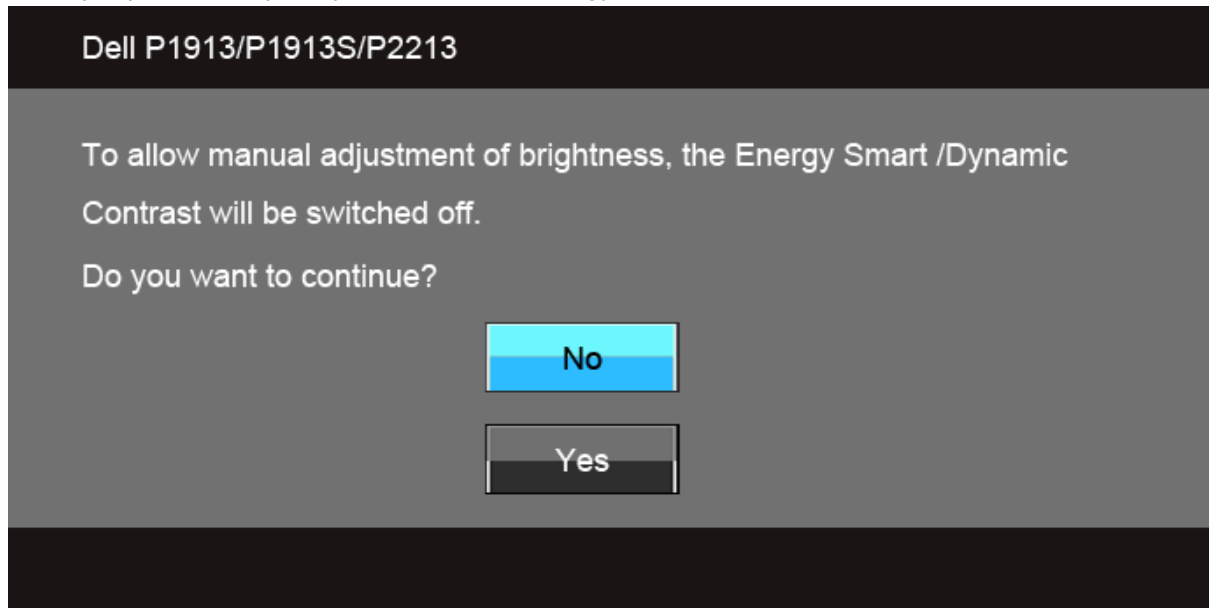 Dell P1913/P1913S/P2213
To allow manual adjustment of brightness, the Energy Smart /Dynamic
Contrast will be switched off.
Do you want to continue?
No
Yes